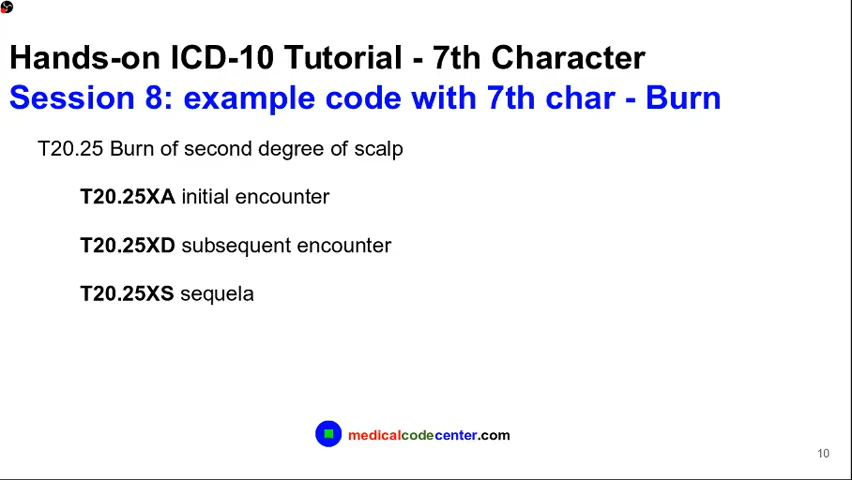 Hands-on ICD-10 Tutorial - 7th Character
Session 8: example code with 7th char - Burn
T20.25 Burn of second degree of scalp
T20.25XA initial encounter
T20.25XD subsequent encounter
T20.25XS sequela
medicalcodecenter.com
10